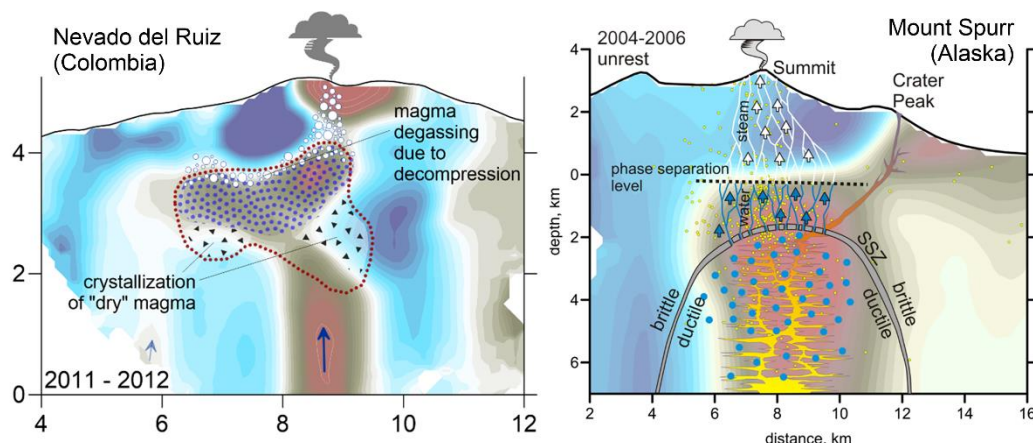 Nevado del Ruiz
(Colombia)
magma
degassing
due to
decompression
crystallization
of "dry" magma
2011 - 2012
4
2
0
4
6
8
10
12
2004-2006
unrest
Mount Spurr
(Alaska)
Summit
Crater
Peak
steam
phase separation
level
water
SSZ
brittle
ductile
brittle
ductile
depth, km
4
2
0
2
4
6
2
4
6
8
10
12
14
16
distance, km